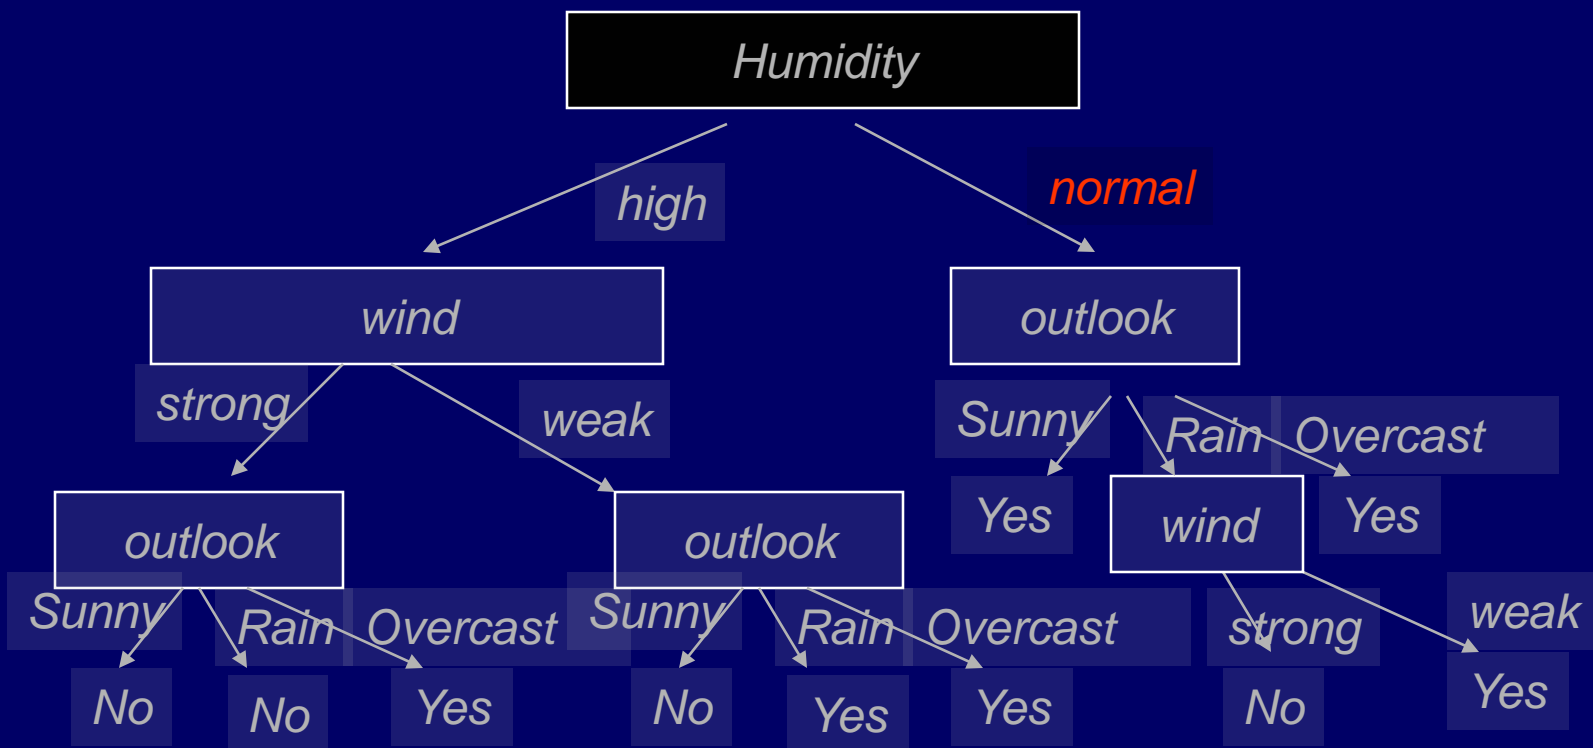 Humidity
high
normal
wind
outlook
strong
weak
Sunny
Rain
Overcast
Yes
wind
Yes
outlook
outlook
Sunny
Rain
Overcast
Sunny
Rain
Overcast
strong
weak
No
No
Yes
No
Yes
Yes
No
Yes